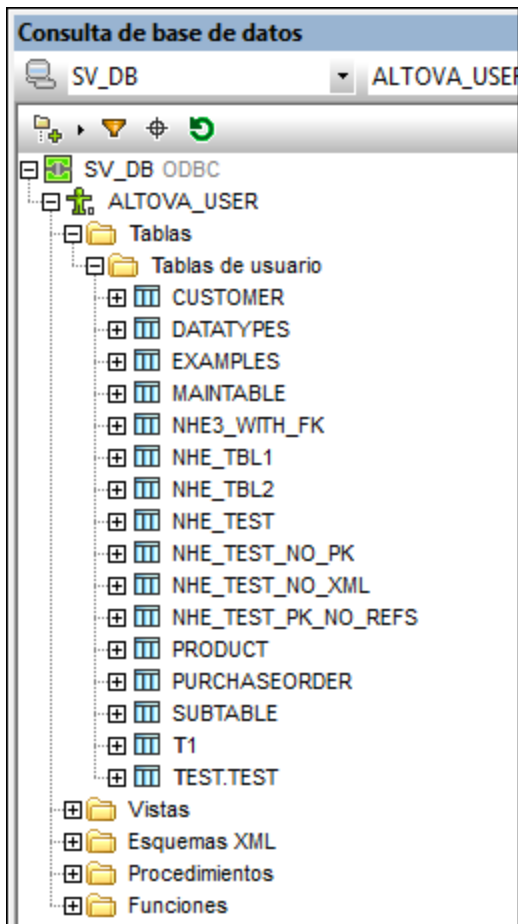 Consulta de base de datos
SV_DB ALTOVA_USER
SV_DB ODBC
ALTOVA_USER
Tablas
Tablas de usuario
CUSTOMER
DATATYPES
EXAMPLES
MAINTABLE
NHE3_WITH_FK
NHE_TBL1
NHE_TBL2
NHE_TEST
NHE_TEST_NO_PK
NHE_TEST_NO_XML
NHE_TEST_PK_NO_REFS
PRODUCT
PURCHASEORDER
SUBTABLE
T1
TEST.TEST
Vistas
Esquemas XML
Procedimientos
Funciones